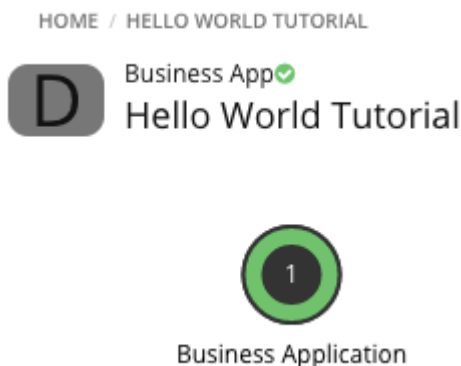 HOME / HELLO WORLD TUTORIAL
D
Business App
Hello World Tutorial
1
Business Application